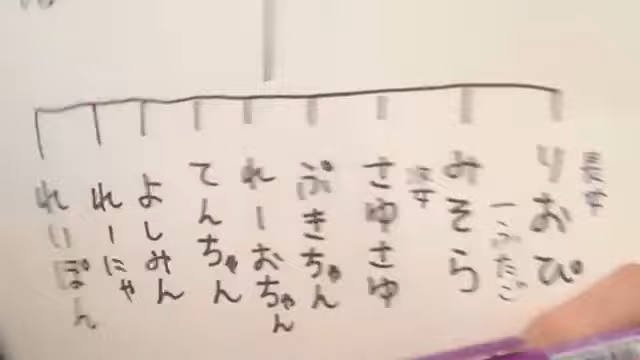 長女
りおぴ
ーふたご
みそら
次女
さゆさゆ
ぷきちゃん
れーおちゃん
てんちゃん
よしみん
れーにゃ
れいぽん